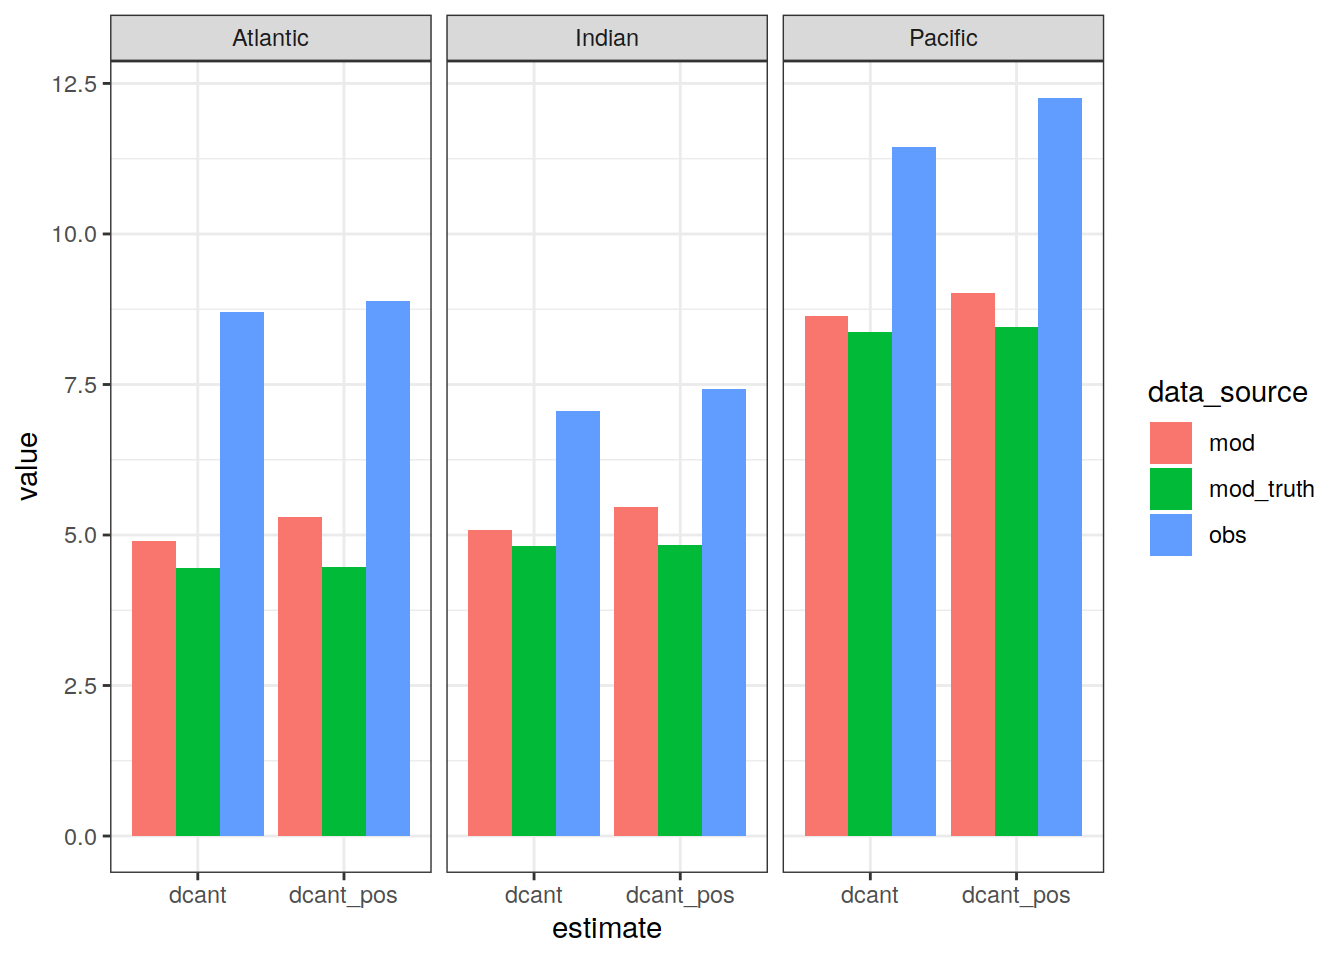 Atlantic Indian Pacific
12.5
10.0
7.5
5.0
2.5
0.0
value
dcant dcant_pos dcant dcant_pos dcant dcant_pos
estimate
data_source
mod
mod_truth
obs